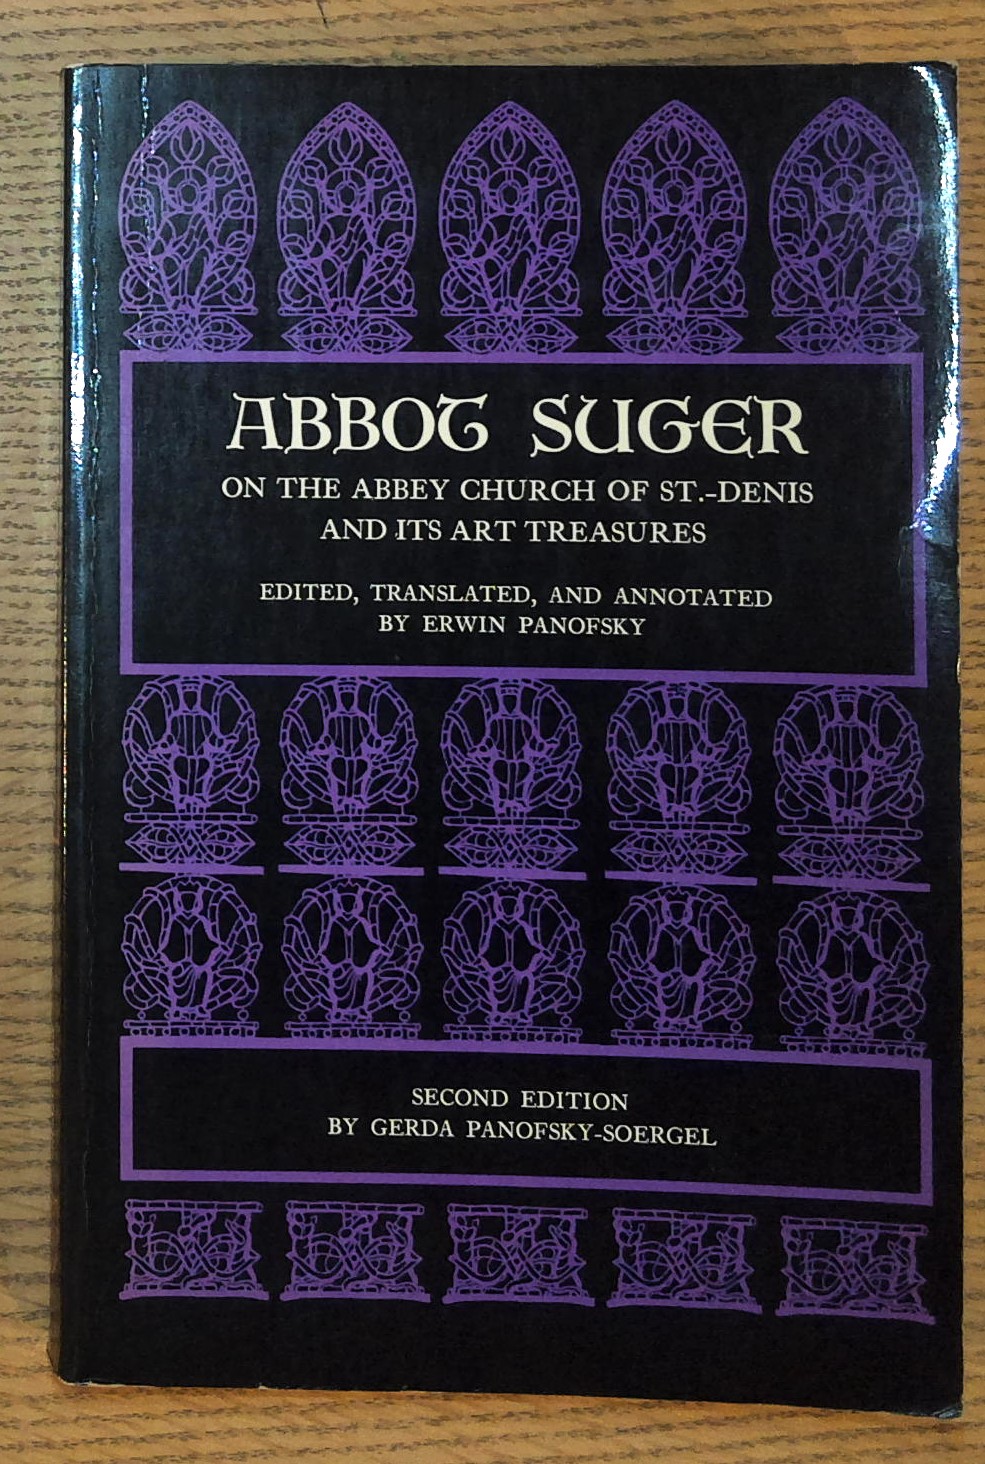 ABBOT SUGER
ON THE ABBEY CHURCH OF ST.-DENIS
AND ITS ART TREASURES
EDITED, TRANSLATED, AND ANNOTATED
BY ERWIN PANOFSKY
SECOND EDITION
BY GERDA PANOFSKY-SOERGEL